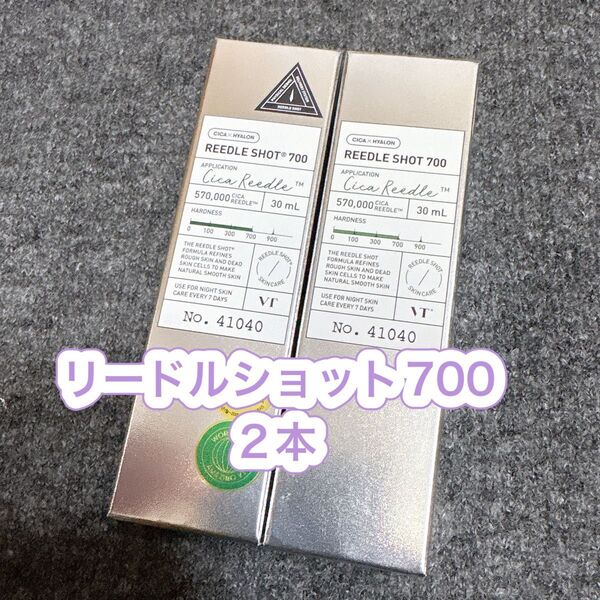 CICA × HYALON
REEDLE SHOT® 700
APPLICATION
Cica Reedle™
570,000 CICA REEDLE™
30 mL
HARDNESS
0 100 300 700 900
THE REEDLE SHOT®
FORMULA REFINES
ROUGH SKIN AND DEAD
SKIN CELLS TO MAKE
NATURAL SMOOTH SKIN
REEDLE SHOT®
SKINCARE
USE FOR NIGHT SKIN
CARE EVERY 7 DAYS
VT
No. 41040
REEDLE SHOT
CICA × HYALON
REEDLE SHOT 700
APPLICATION
Cica Reedle™
570,000 CICA REEDLE™
30 mL
HARDNESS
0 100 300 700 900
THE REEDLE SHOT
FORMULA REFINES
ROUGH SKIN AND DEAD
SKIN CELLS TO MAKE
NATURAL SMOOTH SKIN
REEDLE SHOT
SKINCARE
USE FOR NIGHT SKIN
CARE EVERY 7 DAYS
VT
No. 41040
リードルショット700
2本